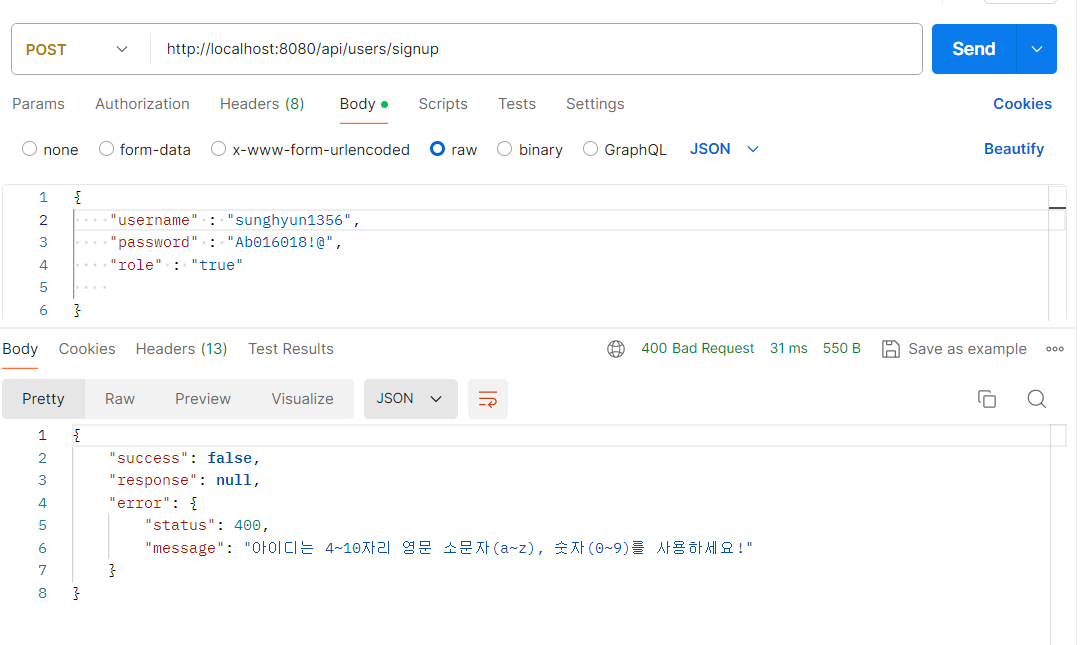 POST http://localhost:8080/api/users/signup Send
Params Authorization Headers (8) Body Scripts Tests Settings Cookies
none form-data x-www-form-urlencoded raw binary GraphQL JSON Beautify
1 {
2 "username" : "sunghyun1356",
3 "password" : "Ab016018!@",
4 "role" : "true"
5
6 }
Body Cookies Headers (13) Test Results 400 Bad Request 31 ms 550 B Save as example
Pretty Raw Preview Visualize JSON
1 {
2 "success": false,
3 "response": null,
4 "error": {
5 "status": 400,
6 "message": "아이디는 4~10자리 영문 소문자(a~z), 숫자(0~9)를 사용하세요!"
7 }
8 }